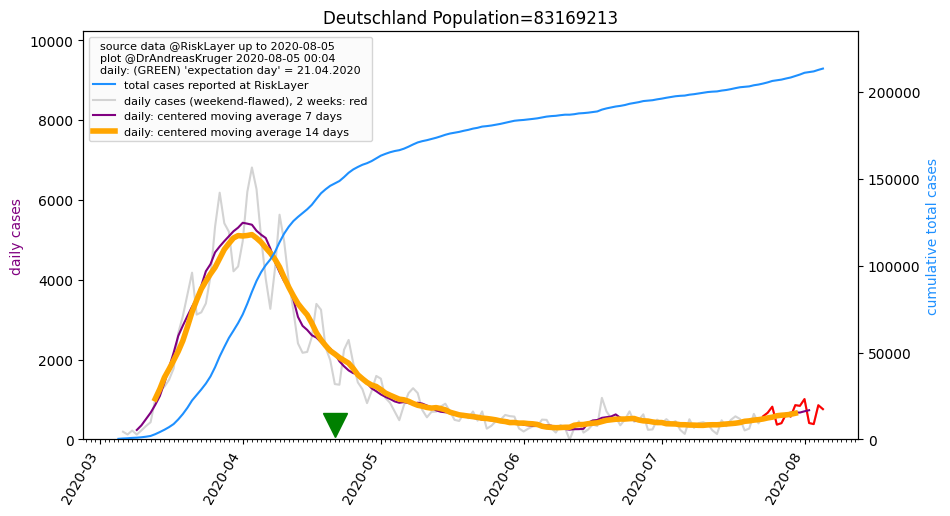 Deutschland Population=83169213
source data @RiskLayer up to 2020-08-05
plot @DrAndreasKruger 2020-08-05 00:04
daily: (GREEN) 'expectation day' = 21.04.2020
total cases reported at RiskLayer
daily cases (weekend-flawed), 2 weeks: red
daily: centered moving average 7 days
daily: centered moving average 14 days
daily cases
10000
8000
6000
4000
2000
0
cumulative total cases
200000
150000
100000
50000
0
2020-03
2020-04
2020-05
2020-06
2020-07
2020-08